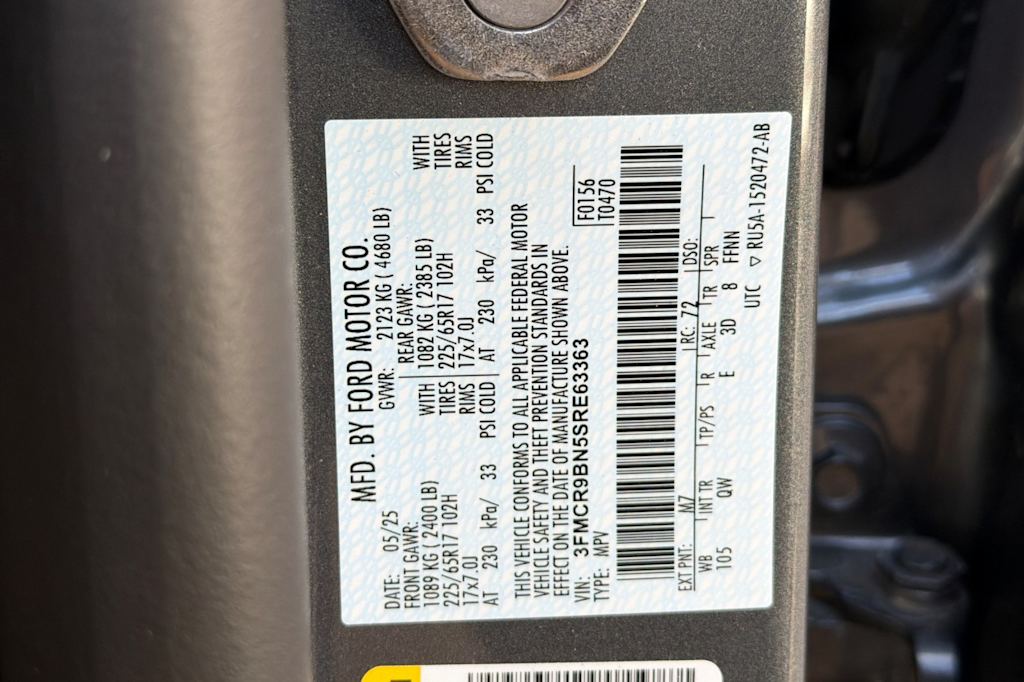 MFD. BY FORD MOTOR CO.
DATE: 05/25 GVWR: 2123 KG ( 4680 LB)
FRONT GAWR: REAR GAWR:
1089 KG ( 2400 LB) WITH 1082 KG ( 2385 LB) WITH
225/65R17 102H TIRES 225/65R17 102H TIRES
17x7.0J RIMS 17x7.0J RIMS
AT 230 kPa/ 33 PSI COLD AT 230 kPa/ 33 PSI COLD
THIS VEHICLE CONFORMS TO ALL APPLICABLE FEDERAL MOTOR
VEHICLE SAFETY AND THEFT PREVENTION STANDARDS IN
EFFECT ON THE DATE OF MANUFACTURE SHOWN ABOVE.
VIN: 3FMCR9BN5SRE63363 F0156
TYPE: MPV T0470
EXT PNT: M7 RC: 72 DSO:
WB INT TR TP/PS R AXLE TR SPR
105 QW E 3D 8 FFNN
UTC ▽ RU5A-1520472-AB